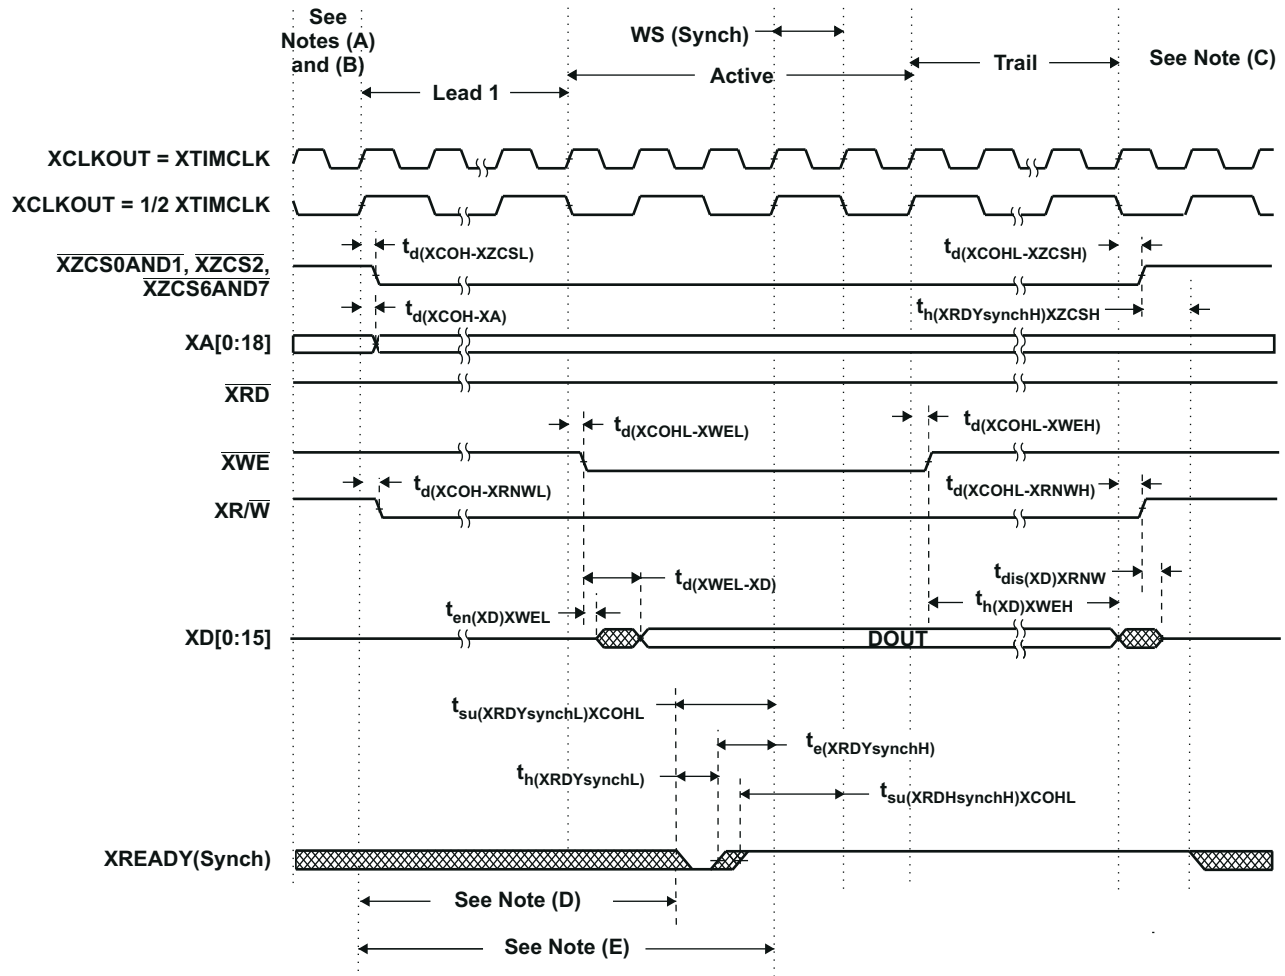 See
Notes (A)
and (B)
WS (Synch)
Active
Trail
See Note (C)
Lead 1
XCLKOUT = XTIMCLK
XCLKOUT = 1/2 XTIMCLK
td(XCOH-XZCSL)
td(XCOHL-XZCSH)
XZCS0AND1, XZCS2,
XZCS6AND7
td(XCOH-XA)
th(XRDYsynchH)XZCSH
XA[0:18]
XRD
td(XCOHL-XWEL)
td(XCOHL-XWEH)
XWE
td(XCOH-XRNWL)
td(XCOHL-XRNWH)
XR/W
td(XWEL-XD)
tdis(XD)XRNW
ten(XD)XWEL
th(XD)XWEH
XD[0:15]
DOUT
tsu(XRDYsynchL)XCOHL
te(XRDYsynchH)
th(XRDYsynchL)
tsu(XRDHsynchH)XCOHL
XREADY(Synch)
See Note (D)
See Note (E)